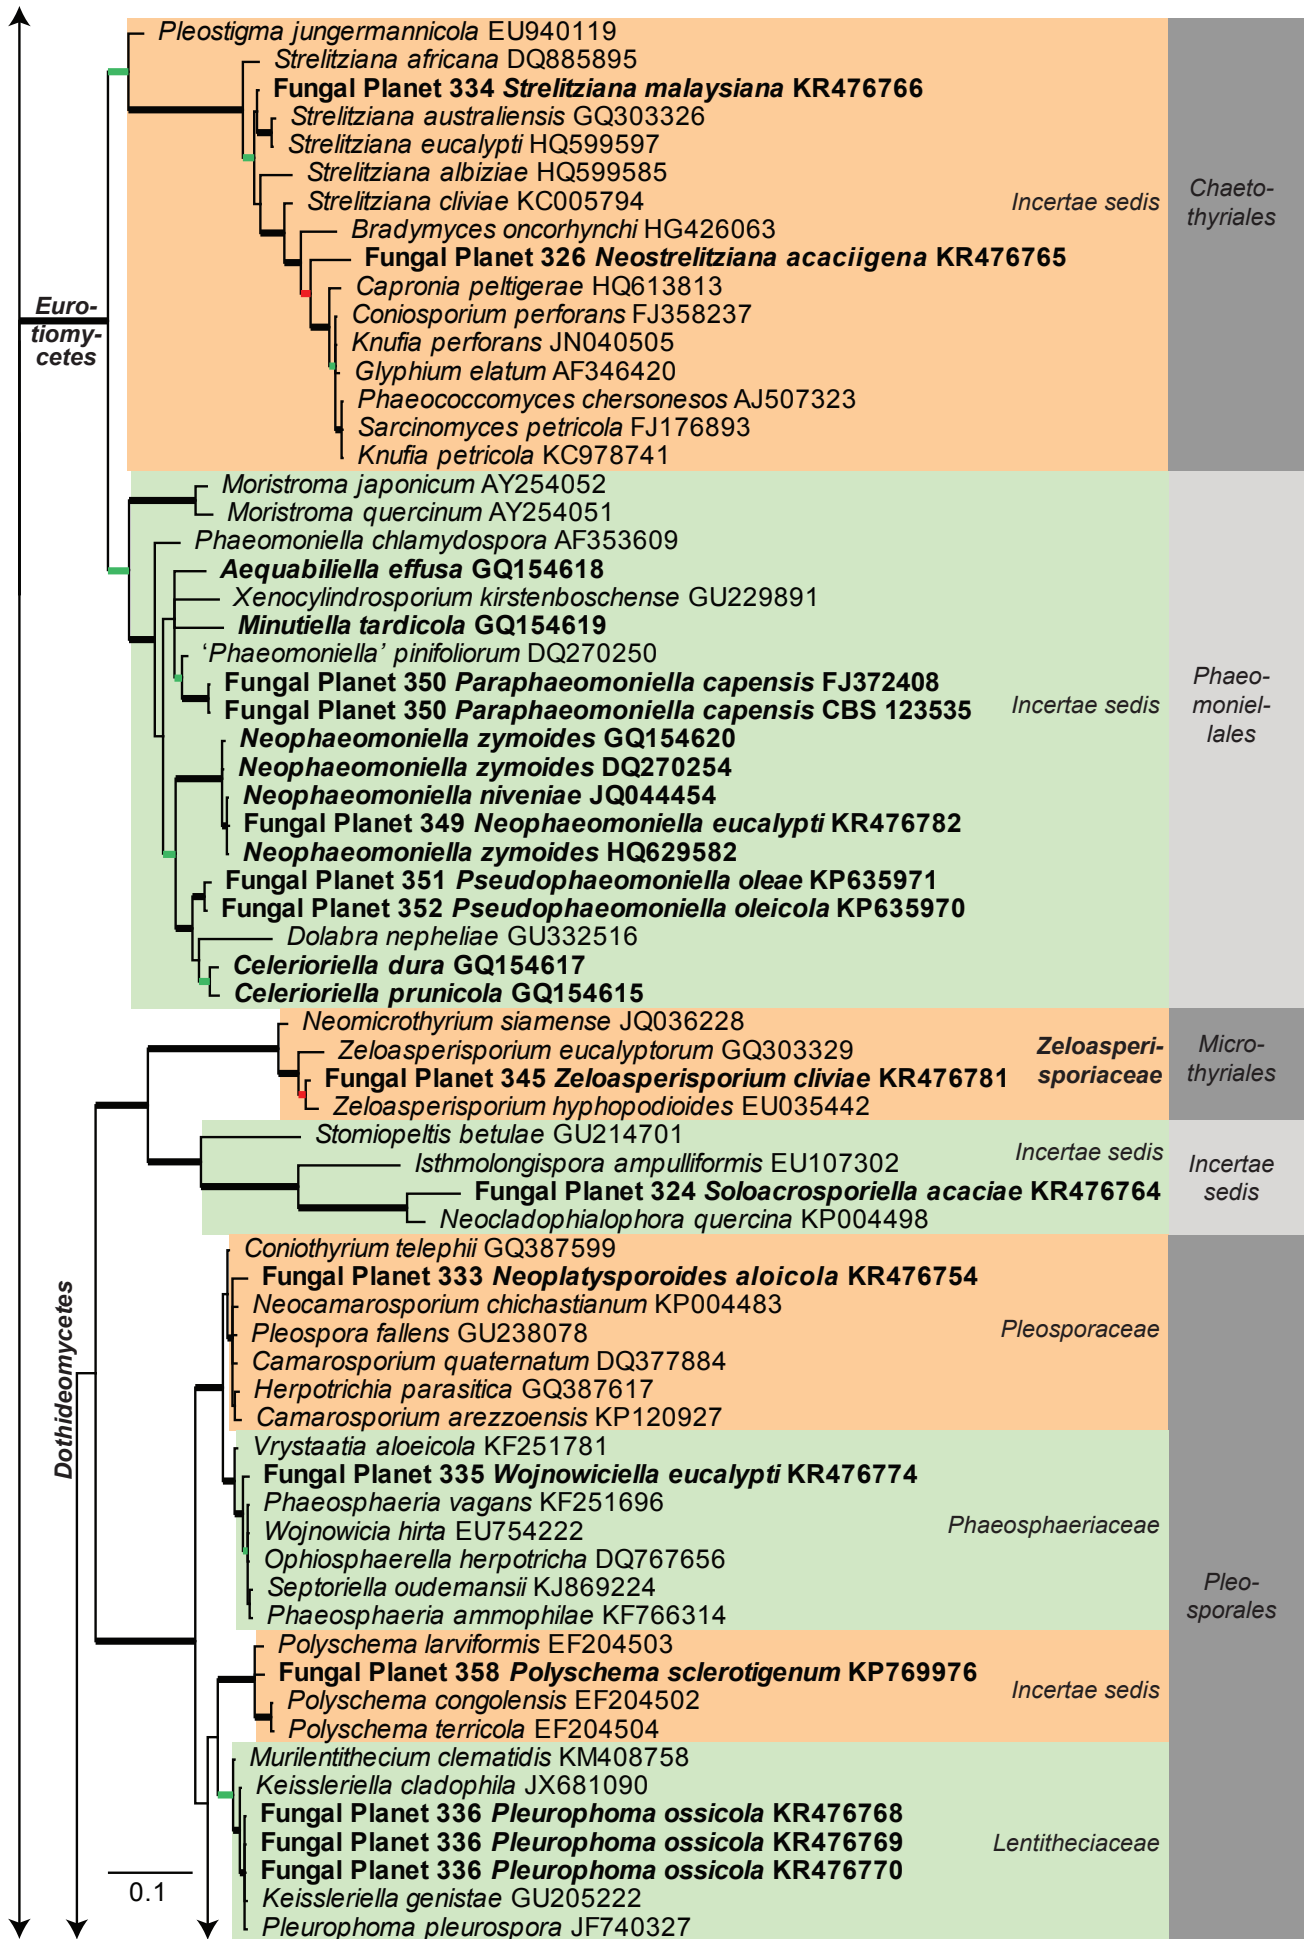 Pleostigma jungermannicola EU940119
Strelitziana africana DQ885895
Fungal Planet 334 Strelitziana malaysiana KR476766
Strelitziana australiensis GQ303326
Strelitziana eucalypti HQ599597
Strelitziana albiziae HQ599585
Strelitziana cliviae KC005794
Bradymyces oncorhynchi HG426063
Fungal Planet 326 Neostrelitziana acaciigena KR476765
Capronia peltigerae HQ613813
Coniosporium perforans FJ358237
Knufia perforans JN040505
Glyphium elatum AF346420
Phaeococcomyces chersonesos AJ507323
Sarcinomyces petricola FJ176893
Knufia petricola KC978741
Incertae sedis
Chaeto-
thyriales
Euro-
tiomy-
cetes
Moristroma japonicum AY254052
Moristroma quercinum AY254051
Phaeomoniella chlamydospora AF353609
Aequabiliella effusa GQ154618
Xenocylindrosporium kirstenboschense GU229891
Minutiella tardicola GQ154619
‘Phaeomoniella’ pinifoliorum DQ270250
Fungal Planet 350 Paraphaeomoniella capensis FJ372408
Fungal Planet 350 Paraphaeomoniella capensis CBS 123535
Neophaeomoniella zymoides GQ154620
Neophaeomoniella zymoides DQ270254
Neophaeomoniella niveniae JQ044454
Fungal Planet 349 Neophaeomoniella eucalypti KR476782
Neophaeomoniella zymoides HQ629582
Fungal Planet 351 Pseudophaeomoniella oleae KP635971
Fungal Planet 352 Pseudophaeomoniella oleicola KP635970
Dolabra nepheliae GU332516
Celerioriella dura GQ154617
Celerioriella prunicola GQ154615
Incertae sedis
Phaeo-
moniel-
lales
Neomicrothyrium siamense JQ036228
Zeloasperisporium eucalyptorum GQ303329
Fungal Planet 345 Zeloasperisporium cliviae KR476781
Zeloasperisporium hyphopodioides EU035442
Zeloasperi-
sporiaceae
Micro-
thyriales
Stomiopeltis betulae GU214701
Isthmolongispora ampulliformis EU107302
Fungal Planet 324 Soloacrosporiella acaciae KR476764
Neocladophialophora quercina KP004498
Incertae sedis
Incertae
sedis
Coniothyrium telephii GQ387599
Fungal Planet 333 Neoplatysporoides aloicola KR476754
Neocamarosporium chichastianum KP004483
Pleospora fallens GU238078
Camarosporium quaternatum DQ377884
Herpotrichia parasitica GQ387617
Camarosporium arezzoensis KP120927
Pleosporaceae
Dothideomycetes
Vrystaatia aloeicola KF251781
Fungal Planet 335 Wojnowiciella eucalypti KR476774
Phaeosphaeria vagans KF251696
Wojnowicia hirta EU754222
Ophiosphaerella herpotricha DQ767656
Septoriella oudemansii KJ869224
Phaeosphaeria ammophilae KF766314
Phaeosphaeriaceae
Pleo-
sporales
Polyschema larviformis EF204503
Fungal Planet 358 Polyschema sclerotigenum KP769976
Polyschema congolensis EF204502
Polyschema terricola EF204504
Incertae sedis
Murilentithecium clematidis KM408758
Keissleriella cladophila JX681090
Fungal Planet 336 Pleurophoma ossicola KR476768
Fungal Planet 336 Pleurophoma ossicola KR476769
Fungal Planet 336 Pleurophoma ossicola KR476770
Keissleriella genistae GU205222
Pleurophoma pleurospora JF740327
Lentitheciaceae
0.1